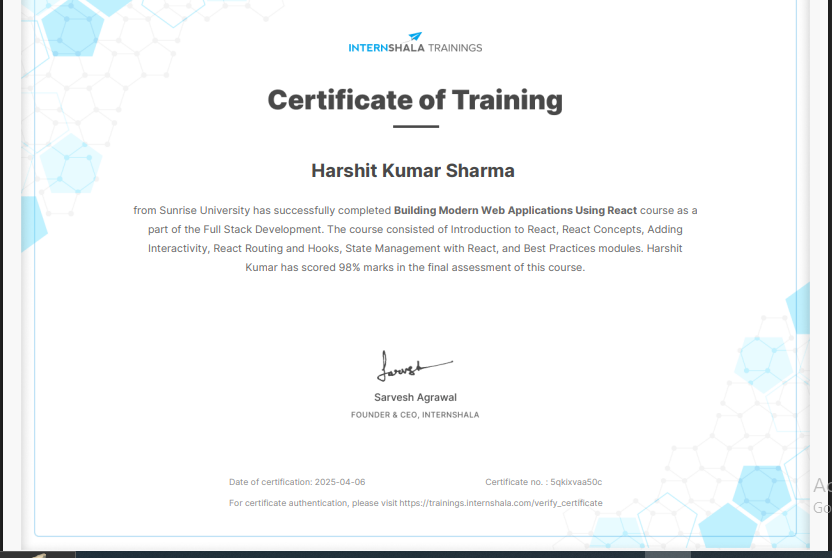 INTERNSHALA TRAININGS
Certificate of Training
Harshit Kumar Sharma
from Sunrise University has successfully completed Building Modern Web Applications Using React course as a
part of the Full Stack Development. The course consisted of Introduction to React, React Concepts, Adding
Interactivity, React Routing and Hooks, State Management with React, and Best Practices modules. Harshit
Kumar has scored 98% marks in the final assessment of this course.
Sarvesh
Sarvesh Agrawal
FOUNDER & CEO, INTERNSHALA
Date of certification: 2025-04-06 Certificate no. : 5qkixvaa50c
For certificate authentication, please visit https://trainings.internshala.com/verify_certificate